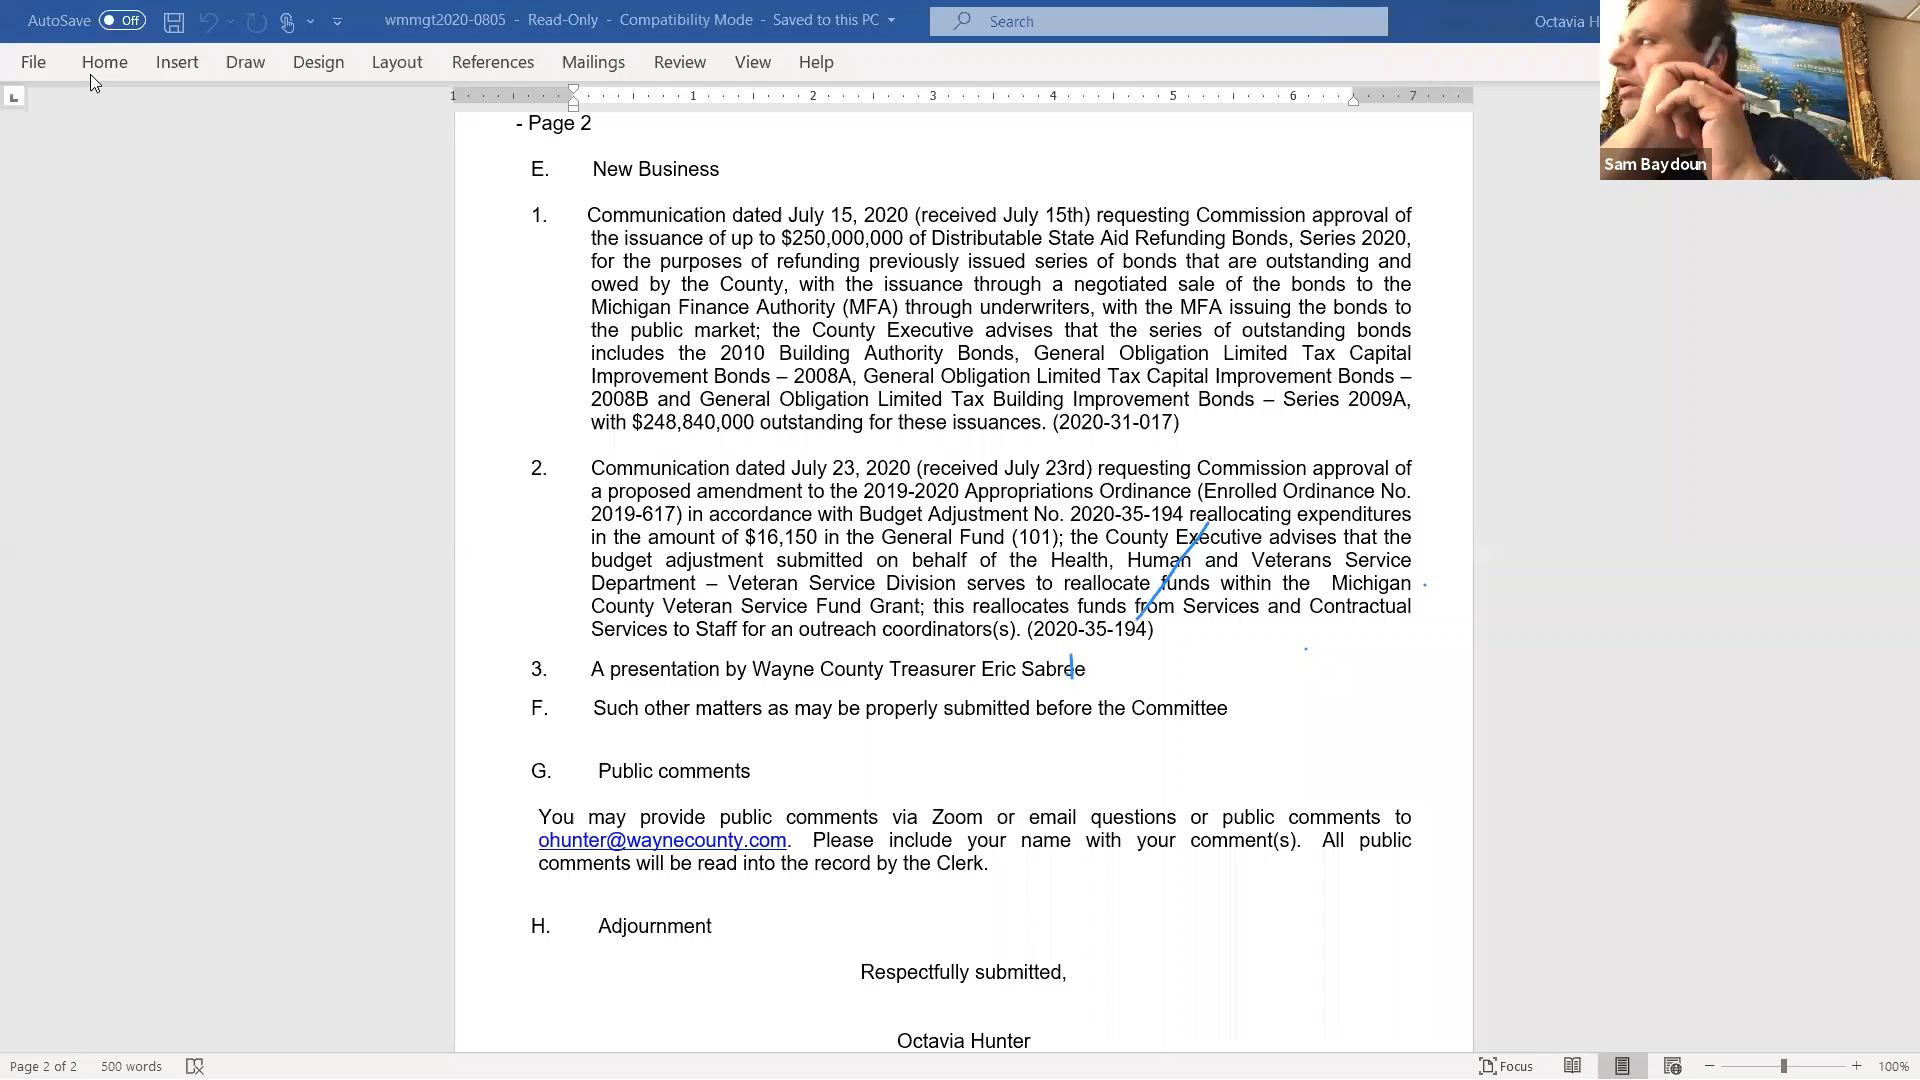 AutoSave Off wmmgt2020-0805 - Read-Only - Compatibility Mode - Saved to this PC Search Octavia H
File Home Insert Draw Design Layout References Mailings Review View Help
1 1 2 3 4 5 6 7
- Page 2
E. New Business
1. Communication dated July 15, 2020 (received July 15th) requesting Commission approval of
the issuance of up to $250,000,000 of Distributable State Aid Refunding Bonds, Series 2020,
for the purposes of refunding previously issued series of bonds that are outstanding and
owed by the County, with the issuance through a negotiated sale of the bonds to the
Michigan Finance Authority (MFA) through underwriters, with the MFA issuing the bonds to
the public market; the County Executive advises that the series of outstanding bonds
includes the 2010 Building Authority Bonds, General Obligation Limited Tax Capital
Improvement Bonds – 2008A, General Obligation Limited Tax Capital Improvement Bonds –
2008B and General Obligation Limited Tax Building Improvement Bonds – Series 2009A,
with $248,840,000 outstanding for these issuances. (2020-31-017)
2. Communication dated July 23, 2020 (received July 23rd) requesting Commission approval of
a proposed amendment to the 2019-2020 Appropriations Ordinance (Enrolled Ordinance No.
2019-617) in accordance with Budget Adjustment No. 2020-35-194 reallocating expenditures
in the amount of $16,150 in the General Fund (101); the County Executive advises that the
budget adjustment submitted on behalf of the Health, Human and Veterans Service
Department – Veteran Service Division serves to reallocate funds within the Michigan
County Veteran Service Fund Grant; this reallocates funds from Services and Contractual
Services to Staff for an outreach coordinators(s). (2020-35-194)
3. A presentation by Wayne County Treasurer Eric Sabree
F. Such other matters as may be properly submitted before the Committee
G. Public comments
You may provide public comments via Zoom or email questions or public comments to
ohunter@waynecounty.com. Please include your name with your comment(s). All public
comments will be read into the record by the Clerk.
H. Adjournment
Respectfully submitted,
Octavia Hunter
Page 2 of 2 500 words Focus 100%
Sam Baydoun